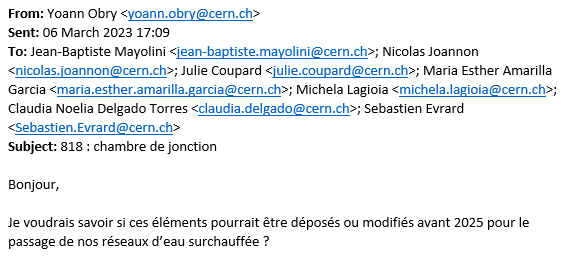 From: Yoann Obry <yoann.obry@cern.ch>
Sent: 06 March 2023 17:09
To: Jean-Baptiste Mayolini <jean-baptiste.mayolini@cern.ch>; Nicolas Joannon
<nicolas.joannon@cern.ch>; Julie Coupard <julie.coupard@cern.ch>; Maria Esther Amarilla
Garcia <maria.esther.amarilla.garcia@cern.ch>; Michela Lagioia <michela.lagioia@cern.ch>;
Claudia Noelia Delgado Torres <claudia.delgado@cern.ch>; Sebastien Evrard
<Sebastien.Evrard@cern.ch>
Subject: 818 : chambre de jonction
Bonjour,
Je voudrais savoir si ces éléments pourrait être déposés ou modifiés avant 2025 pour le
passage de nos réseaux d’eau surchauffée ?